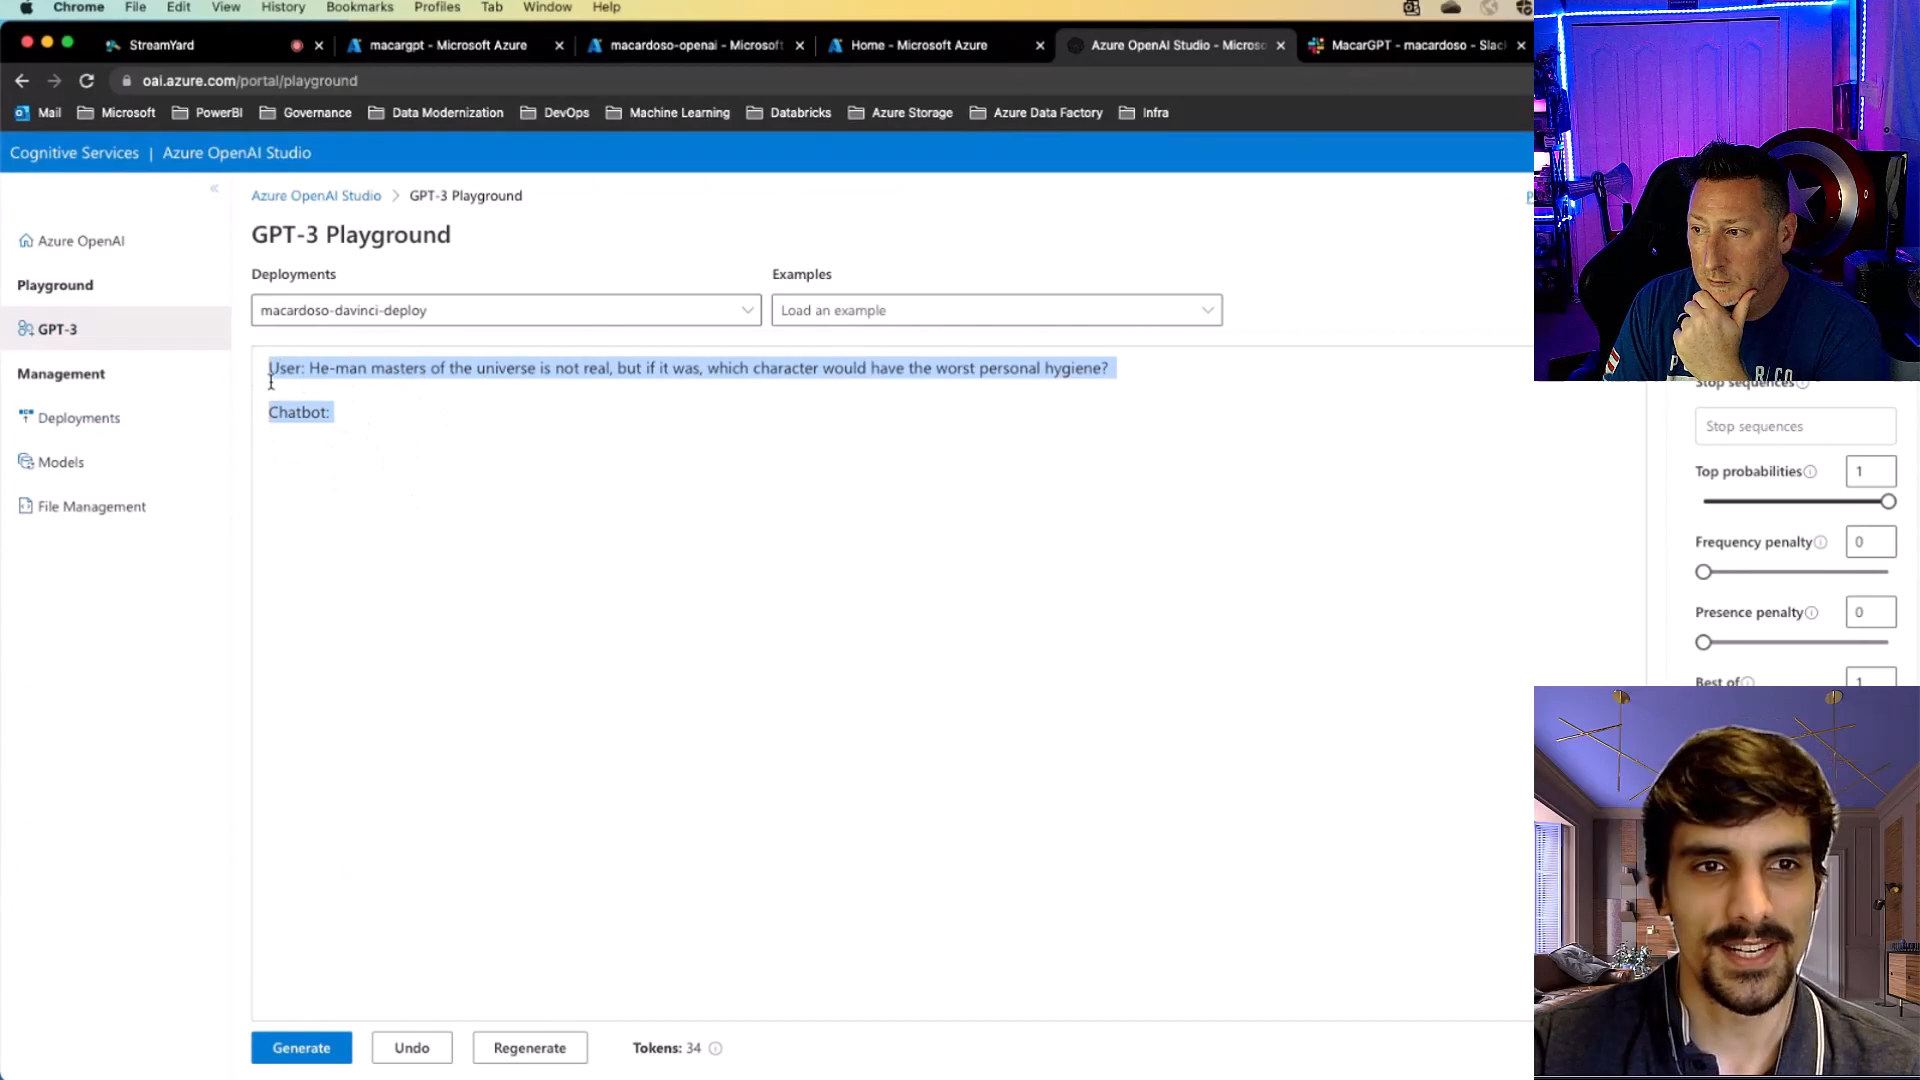 Chrome File Edit View History Bookmarks Profiles Tab Window Help
StreamYard
macargpt - Microsoft Azure
macardoso-openai - Microsoft
Home - Microsoft Azure
Azure OpenAI Studio - Microso
MacarGPT - macardoso - Slac
oai.azure.com/portal/playground
Mail Microsoft PowerBI Governance Data Modernization DevOps Machine Learning Databricks Azure Storage Azure Data Factory Infra
Cognitive Services | Azure OpenAI Studio
Azure OpenAI Studio > GPT-3 Playground
GPT-3 Playground
Azure OpenAI
Playground
GPT-3
Management
Deployments
Models
File Management
Deployments
macardoso-davinci-deploy
Examples
Load an example
User: He-man masters of the universe is not real, but if it was, which character would have the worst personal hygiene?
Chatbot:
Stop sequences
Stop sequences
Top probabilities 1
Frequency penalty 0
Presence penalty 0
Best of 1
Generate Undo Regenerate Tokens: 34